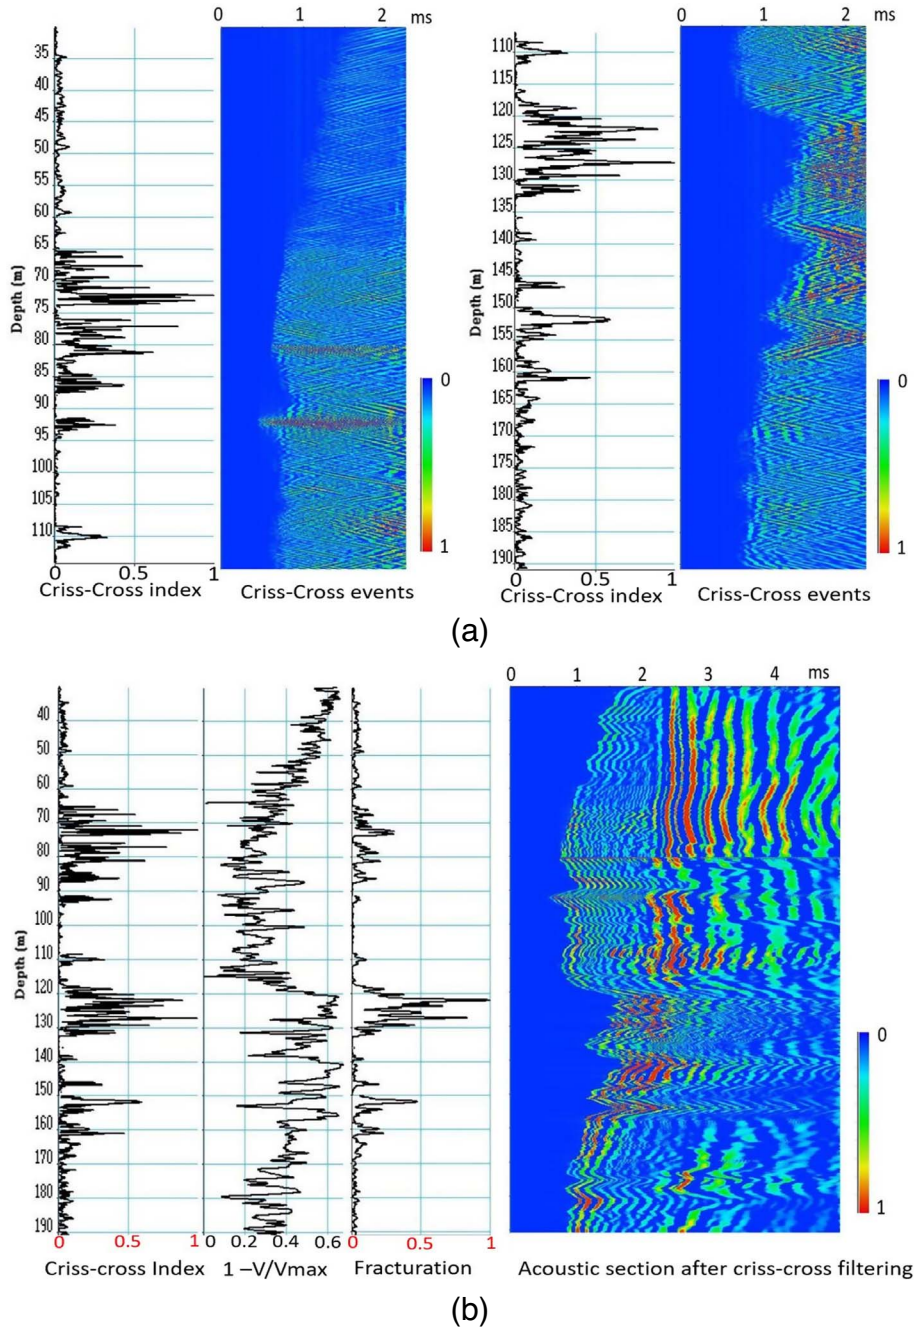 0 1 2 ms
0 1 2 ms
35
40
45
50
55
60
65
70
75
80
85
90
95
100
105
110
Depth (m)
0 0.5 1
Criss-Cross index
Criss-Cross events
0
1
110
115
120
125
130
135
140
145
150
155
160
165
170
175
180
185
190
Depth (m)
0 0.5 1
Criss-Cross index
Criss-Cross events
0
1
(a)
0 1 2 3 4 ms
40
50
60
70
80
90
100
110
120
130
140
150
160
170
180
190
Depth (m)
0 0.5 1
0 0.2 0.4 0.6
0 0.5 1
0
1
Criss-cross Index
1 –V/Vmax
Fracturation
Acoustic section after criss-cross filtering
(b)